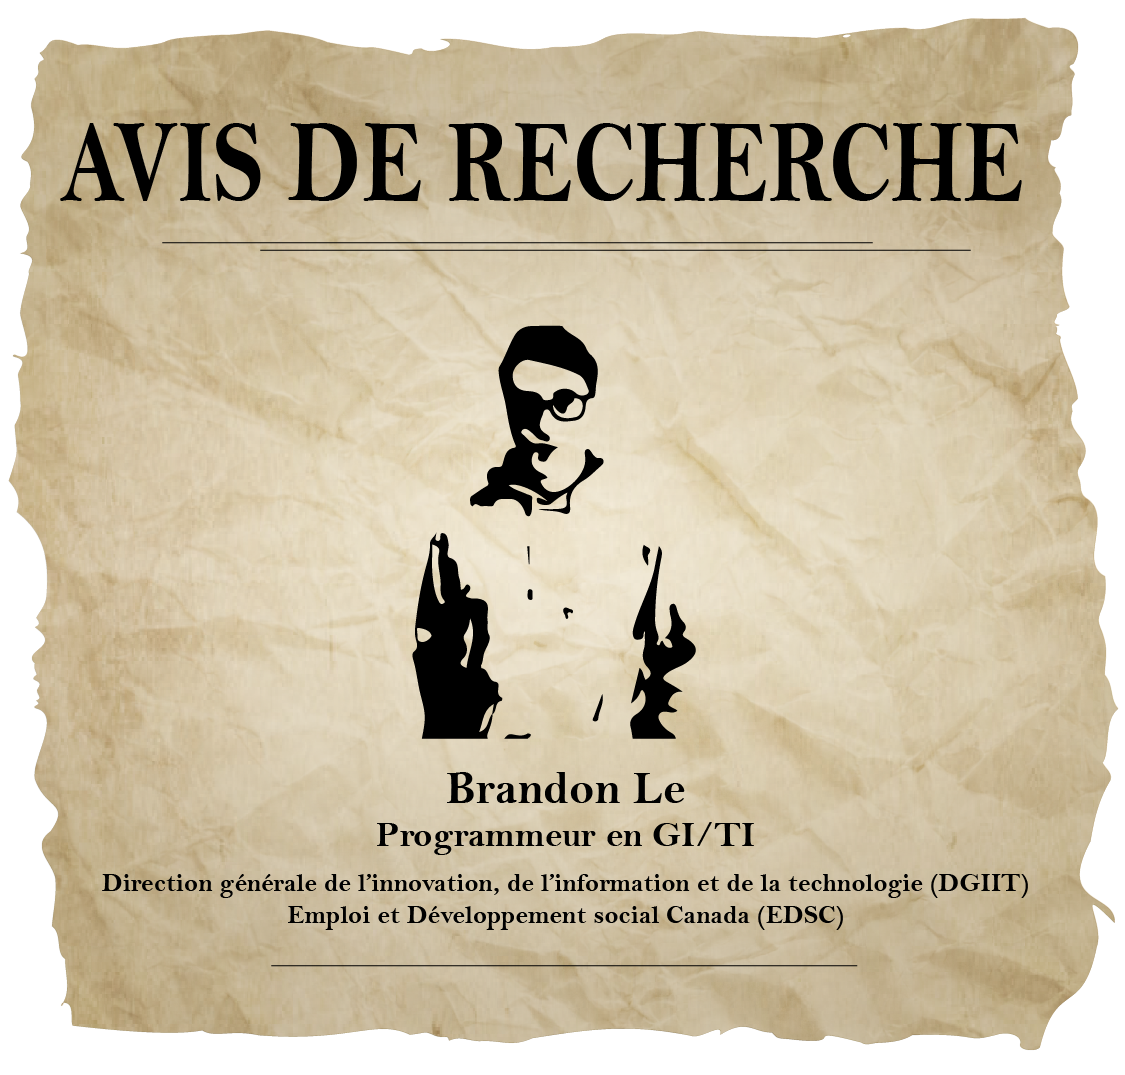 AVIS DE RECHERCHE
Brandon Le
Programmeur en GI/TI
Direction générale de l’innovation, de l’information et de la technologie (DGIIT)
Emploi et Développement social Canada (EDSC)